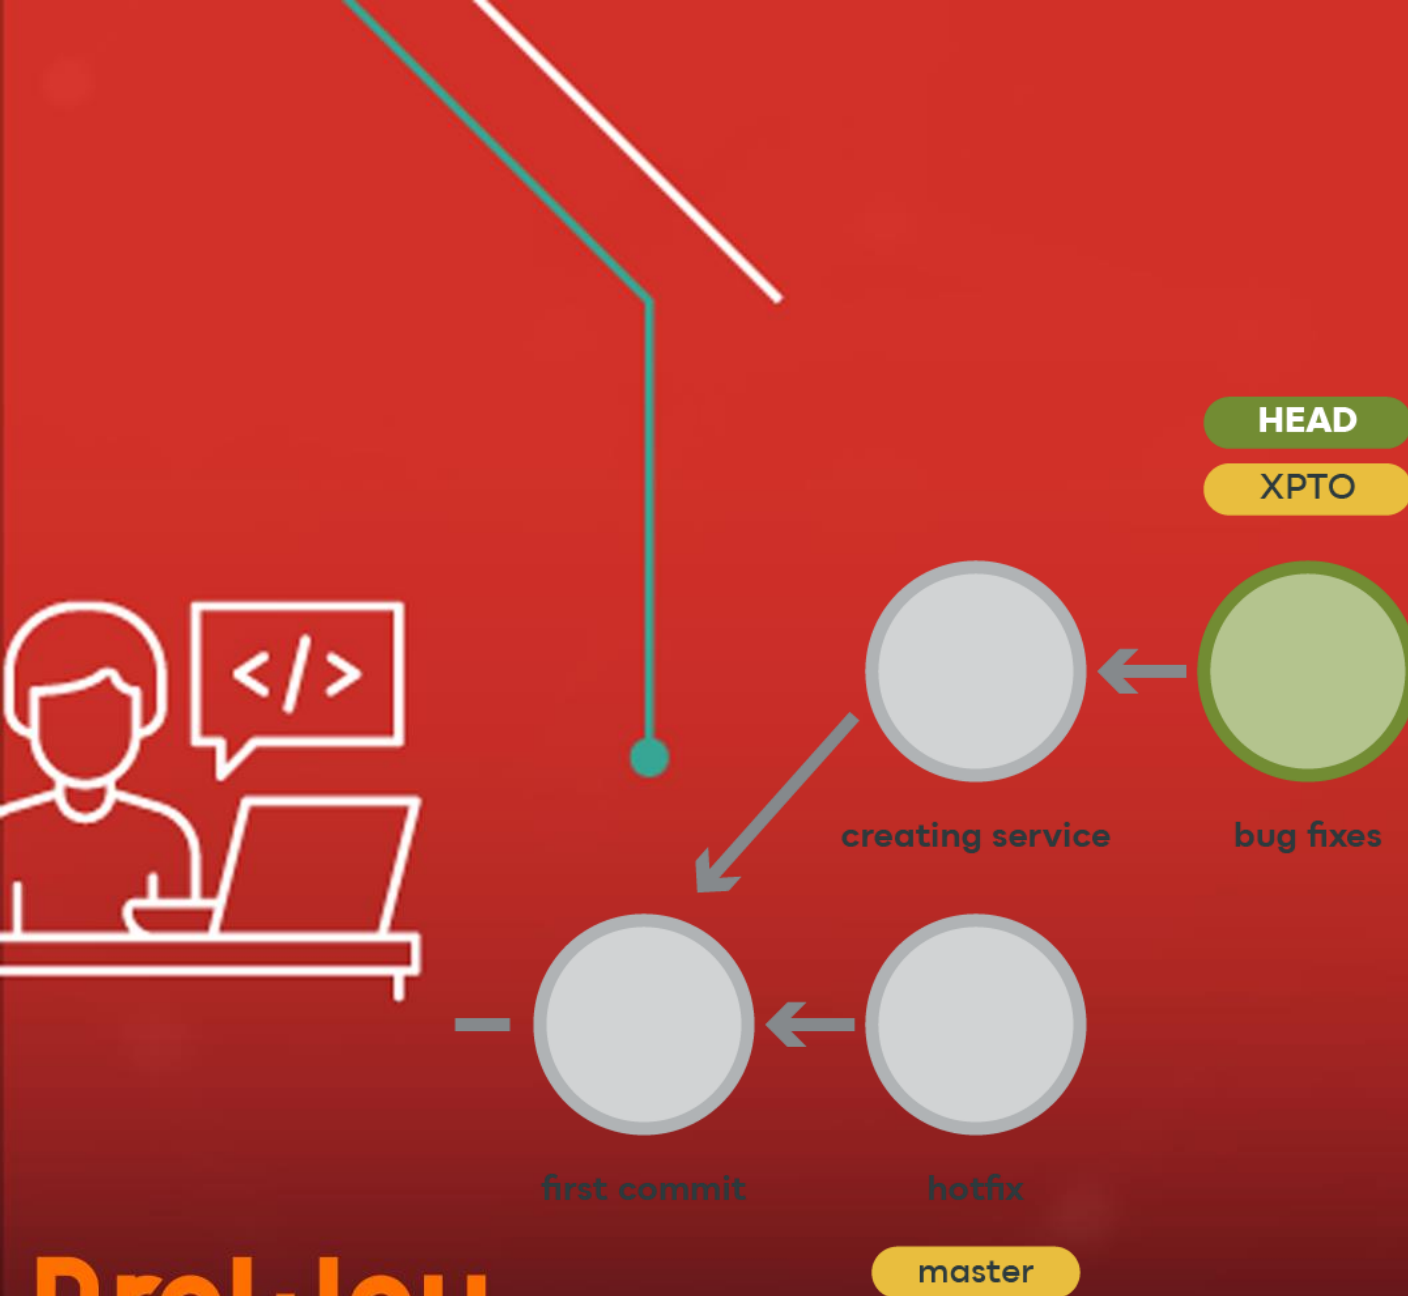 HEAD
XPTO
</>
creating service
bug fixes
first commit
hotfix
master